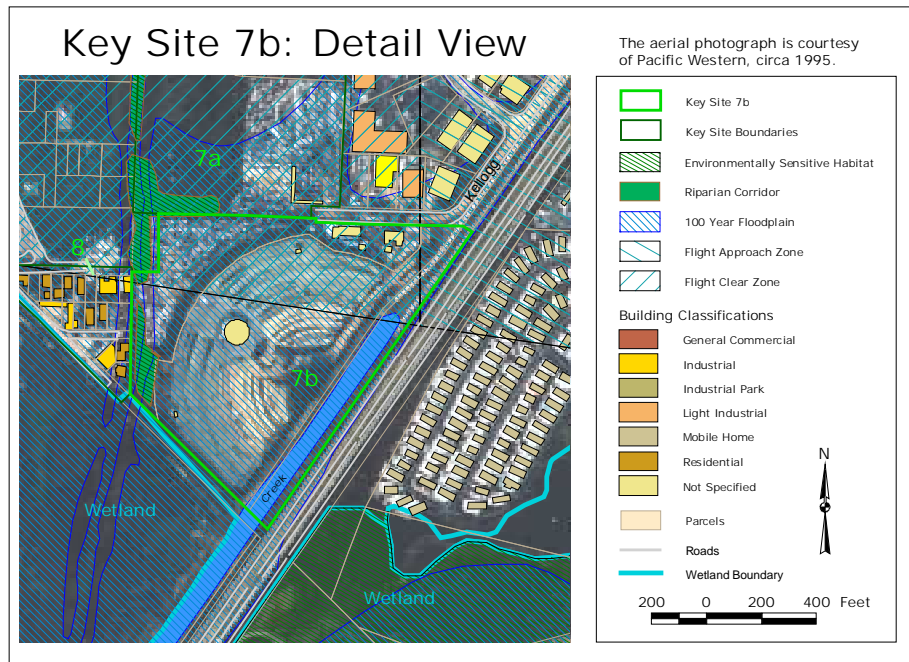 Key Site 7b: Detail View
The aerial photograph is courtesy
of Pacific Western, circa 1995.
7a
Kellogg
8
7b
Creek
Wetland
Wetland
Key Site 7b
Key Site Boundaries
Environmentally Sensitive Habitat
Riparian Corridor
100 Year Floodplain
Flight Approach Zone
Flight Clear Zone
Building Classifications
General Commercial
Industrial
Industrial Park
Light Industrial
Mobile Home
Residential
Not Specified
Parcels
Roads
Wetland Boundary
N
200 0 200 400 Feet